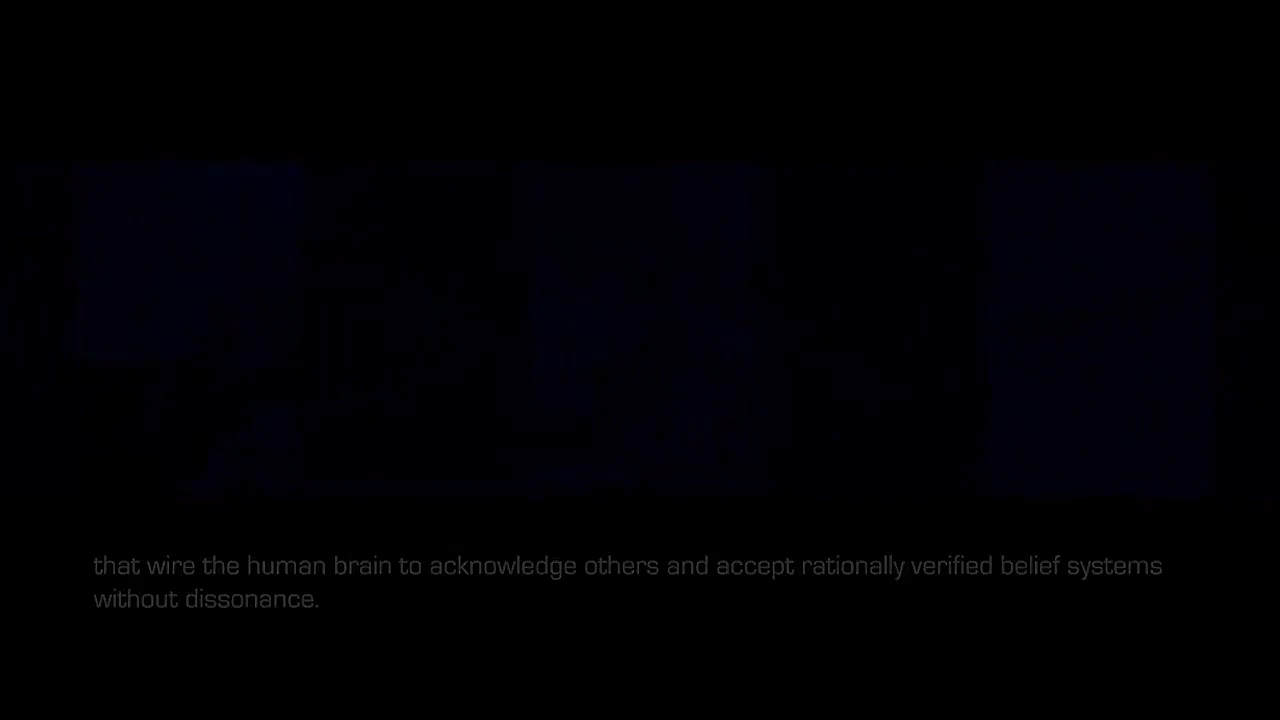 that wire the human brain to acknowledge others and accept rationally verified belief systems
without dissonance.